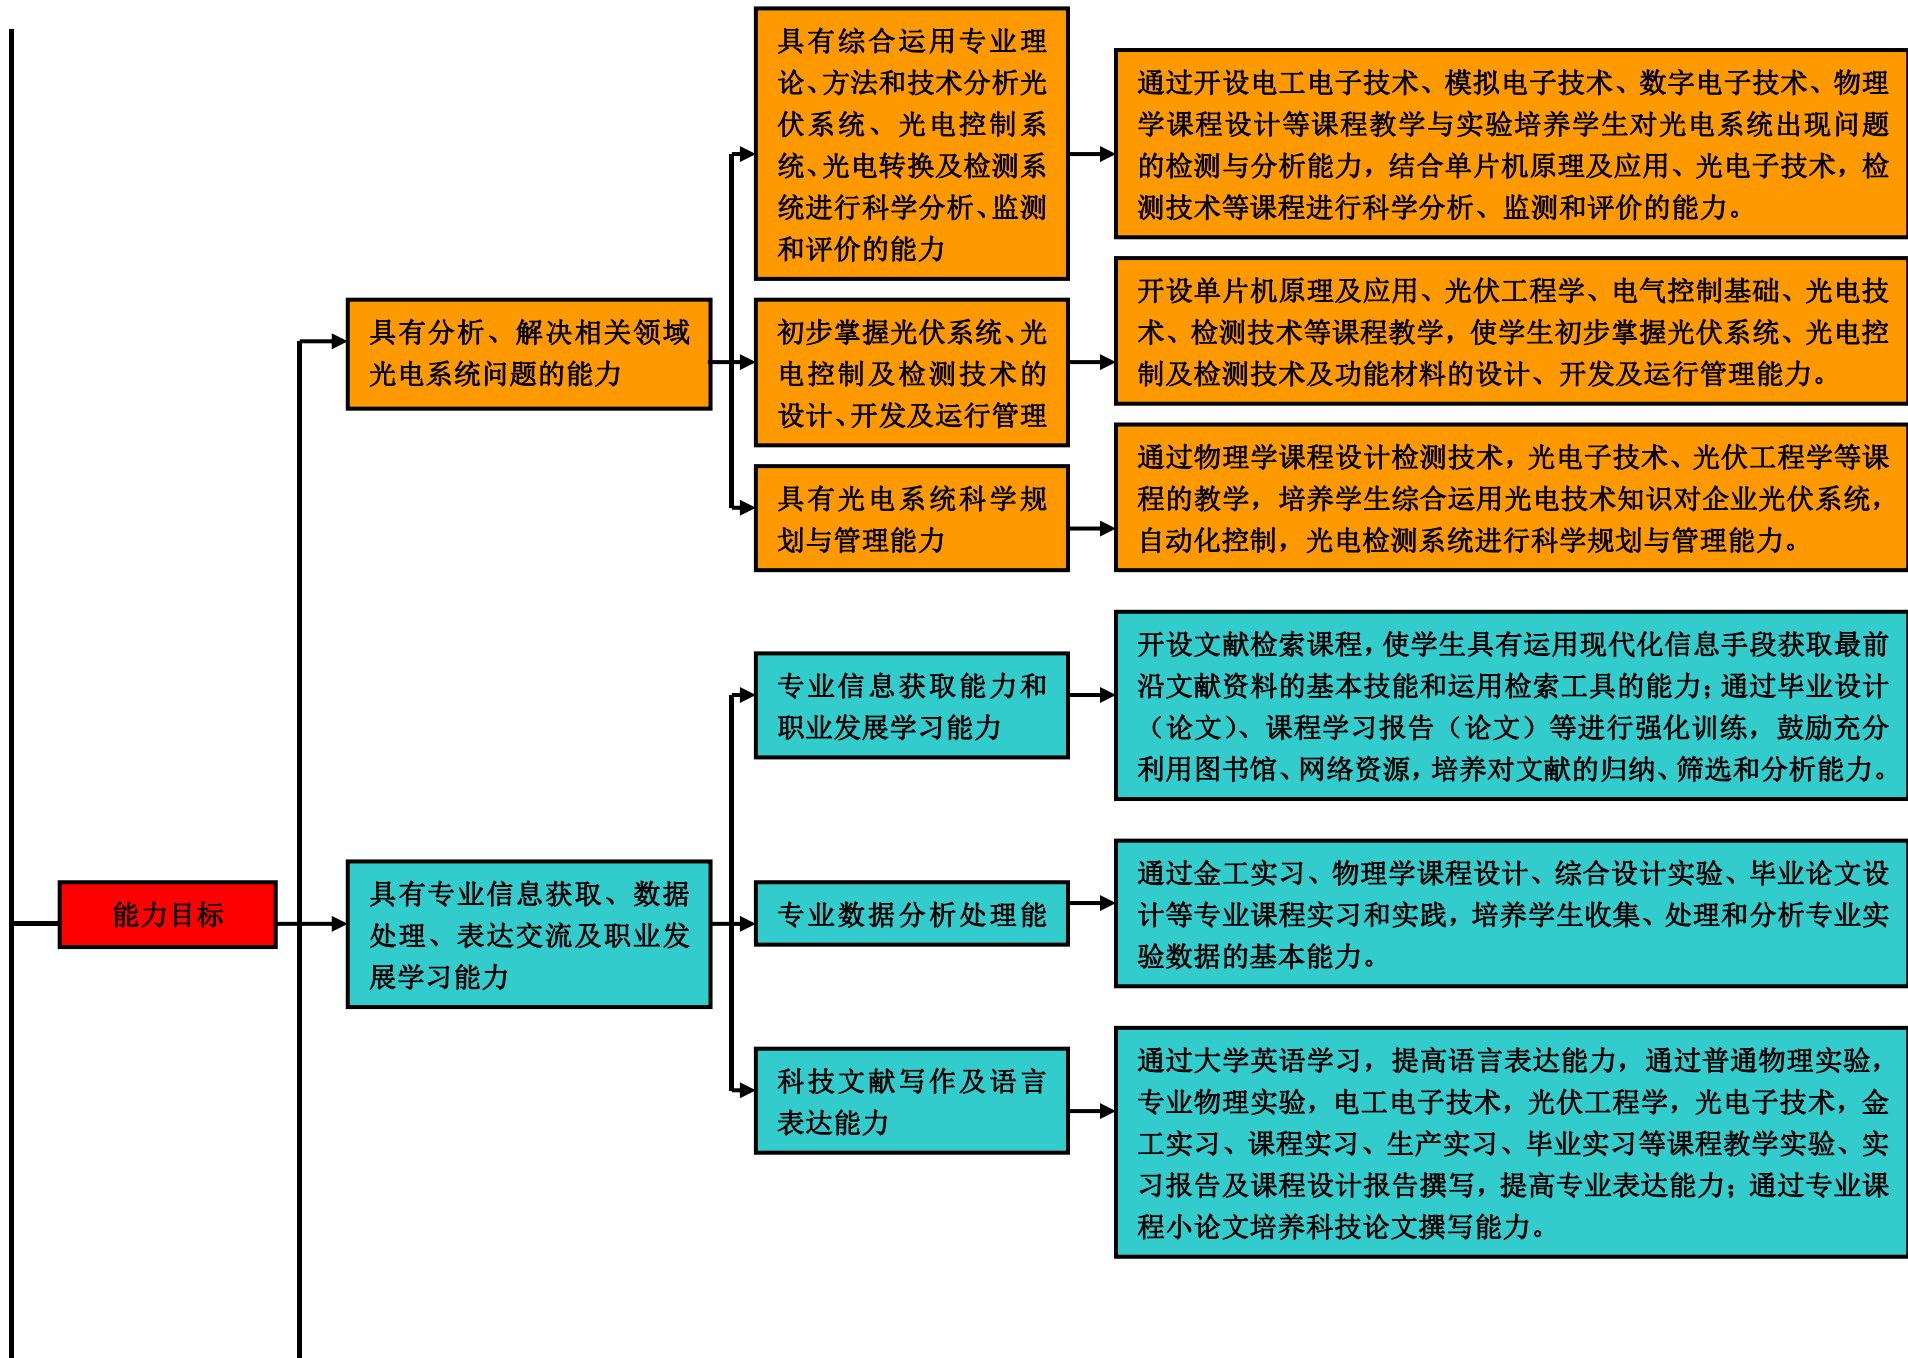 能力目标
具有分析、解决相关领域
光电系统问题的能力
具有综合运用专业理
论、方法和技术分析光
伏系统、光电控制系
统、光电转换及检测系
统进行科学分析、监测
和评价的能力
通过开设电工电子技术、模拟电子技术、数字电子技术、物理
学课程设计等课程教学与实验培养学生对光电系统出现问题
的检测与分析能力，结合单片机原理及应用、光电子技术，检
测技术等课程进行科学分析、监测和评价的能力。
初步掌握光伏系统、光
电控制及检测技术的
设计、开发及运行管理
开设单片机原理及应用、光伏工程学、电气控制基础、光电技
术、检测技术等课程教学，使学生初步掌握光伏系统、光电控
制及检测技术及功能材料的设计、开发及运行管理能力。
具有光电系统科学规
划与管理能力
通过物理学课程设计检测技术，光电子技术、光伏工程学等课
程的教学，培养学生综合运用光电技术知识对企业光伏系统，
自动化控制，光电检测系统进行科学规划与管理能力。
具有专业信息获取、数据
处理、表达交流及职业发
展学习能力
专业信息获取能力和
职业发展学习能力
开设文献检索课程，使学生具有运用现代化信息手段获取最前
沿文献资料的基本技能和运用检索工具的能力；通过毕业设计
（论文）、课程学习报告（论文）等进行强化训练，鼓励充分
利用图书馆、网络资源，培养对文献的归纳、筛选和分析能力。
专业数据分析处理能
通过金工实习、物理学课程设计、综合设计实验、毕业论文设
计等专业课程实习和实践，培养学生收集、处理和分析专业实
验数据的基本能力。
科技文献写作及语言
表达能力
通过大学英语学习，提高语言表达能力，通过普通物理实验，
专业物理实验，电工电子技术，光伏工程学，光电子技术，金
工实习、课程实习、生产实习、毕业实习等课程教学实验、实
习报告及课程设计报告撰写，提高专业表达能力；通过专业课
程小论文培养科技论文撰写能力。